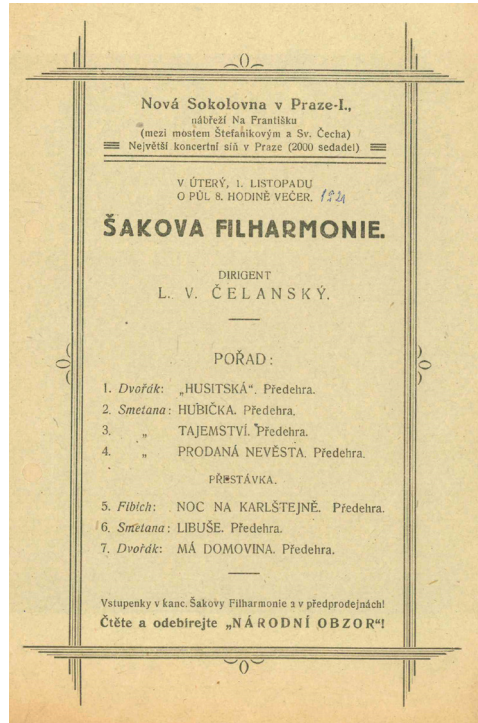 Nová Sokolovna v Praze-I.,
nábřeží Na Františku
(mezi mostem Štefanikovým a Sv. Čecha)
Největší koncertní síň v Praze (2000 sedadel)
V ÚTERÝ, 1. LISTOPADU
O PŮL 8. HODINĚ VEČER. 1921
ŠAKOVA FILHARMONIE.
DIRIGENT
L. V. ČELANSKÝ.
POŘAD:
1. Dvořák: „HUSITSKÁ“. Předehra.
2. Smetana: HUBIČKA. Předehra.
3. „ TAJEMSTVÍ. Předehra.
4. „ PRODANÁ NEVĚSTA. Předehra.
PŘESTÁVKA.
5. Fibich: NOC NA KARLŠTEJNĚ. Předehra.
6. Smetana: LIBUŠE. Předehra.
7. Dvořák: MÁ DOMOVINA. Předehra.
Vstupenky v kanc. Šakovy Filharmonie a v předprodejnách!
Čtěte a odebírejte „NÁRODNÍ OBZOR“!